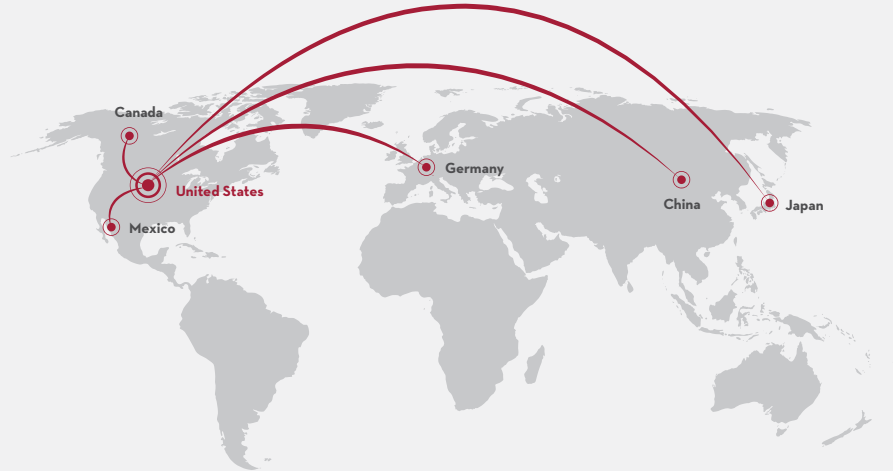 Canada
Germany
United States
China
Japan
Mexico